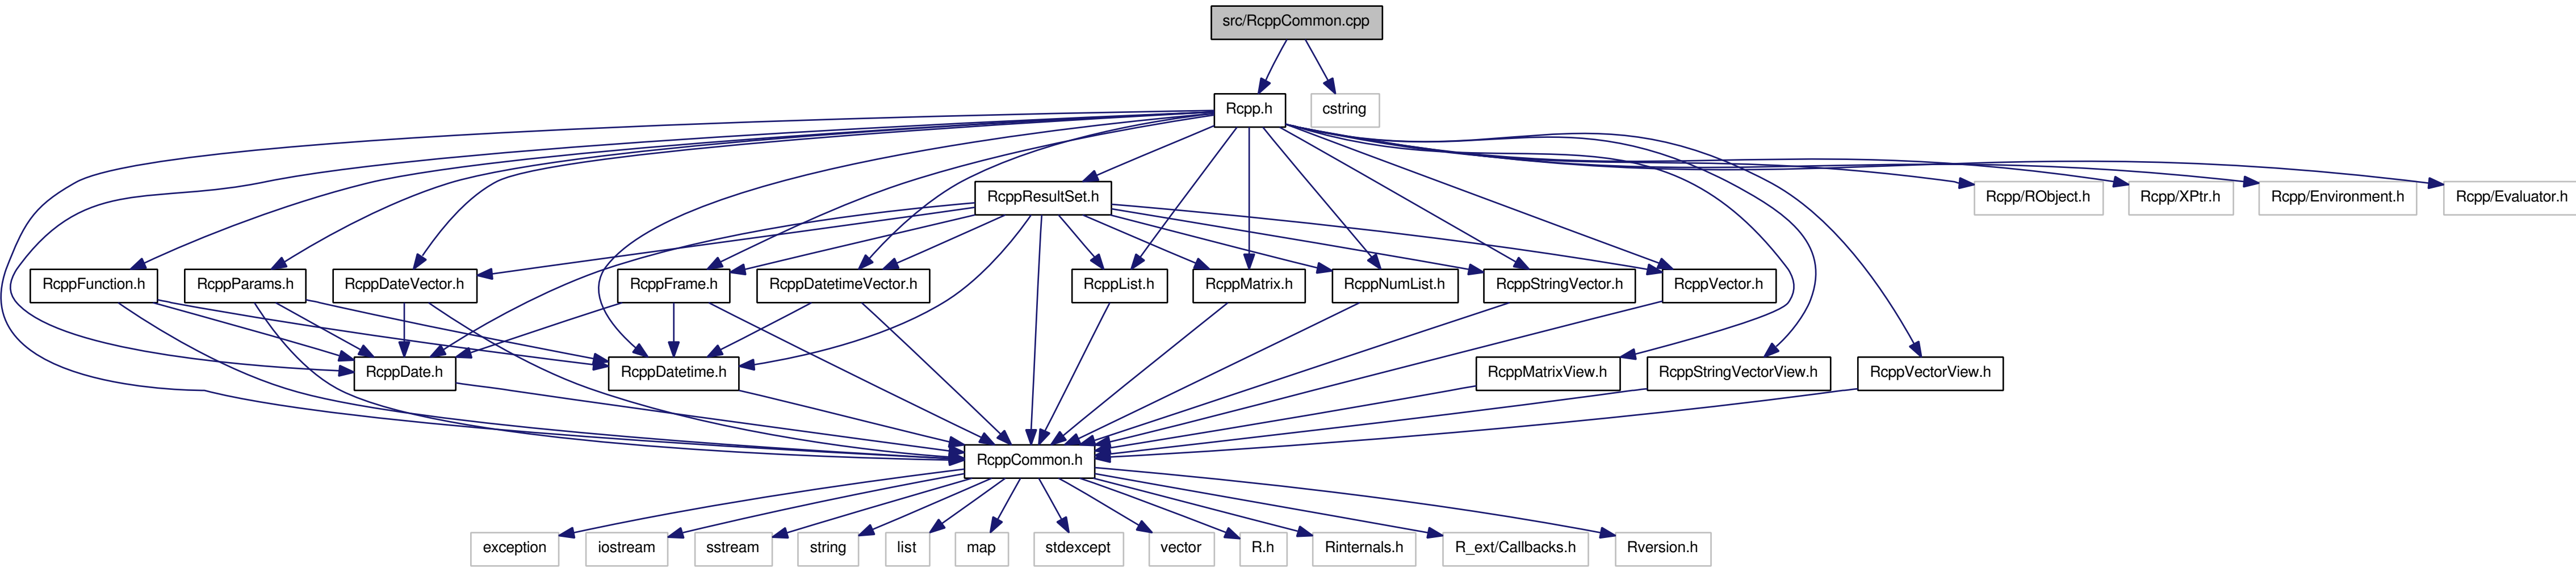 src/RcppCommon.cpp
Rcpp.h
cstring
RcppResultSet.h
Rcpp/RObject.h
Rcpp/XPtr.h
Rcpp/Environment.h
Rcpp/Evaluator.h
RcppFunction.h
RcppParams.h
RcppDateVector.h
RcppFrame.h
RcppDatetimeVector.h
RcppList.h
RcppMatrix.h
RcppNumList.h
RcppStringVector.h
RcppVector.h
RcppDate.h
RcppDatetime.h
RcppMatrixView.h
RcppStringVectorView.h
RcppVectorView.h
RcppCommon.h
exception
iostream
sstream
string
list
map
stdexcept
vector
R.h
Rinternals.h
R_ext/Callbacks.h
Rversion.h